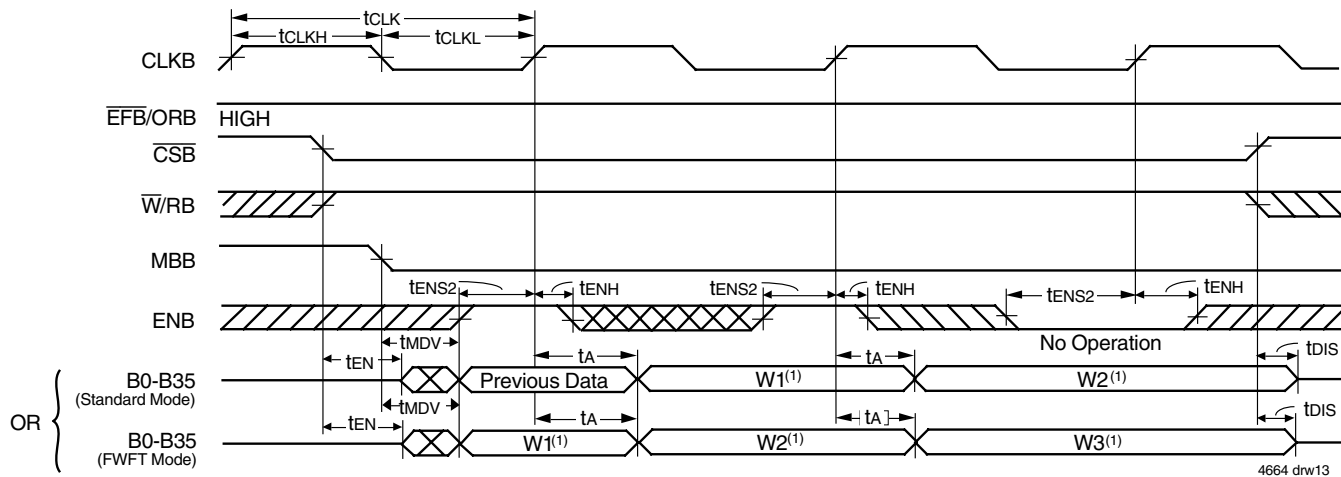 tCLK
tCLKH tCLKL
CLKB
EFB/ORB HIGH
CSB
W/RB
MBB
tENS2 tENH tENS2 tENH tENS2 tENH
ENB
No Operation
tMDV
tEN tA tA tDIS
B0-B35 Previous Data W1(1) W2(1)
(Standard Mode)
OR
tMDV
tEN tA tA tDIS
B0-B35 W1(1) W2(1) W3(1)
(FWFT Mode)
4664 drw13